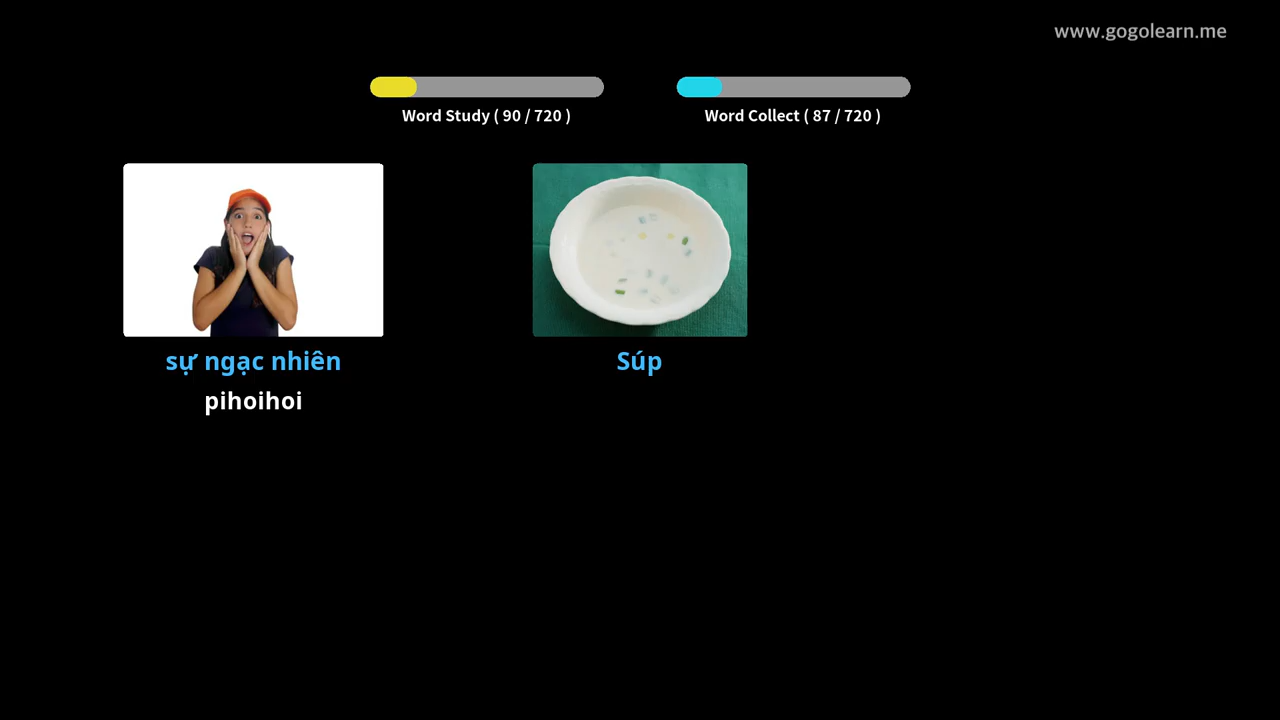 www.gogolearn.me
Word Study ( 90 / 720 )
Word Collect ( 87 / 720 )
sự ngạc nhiên
Súp
pihoihoi